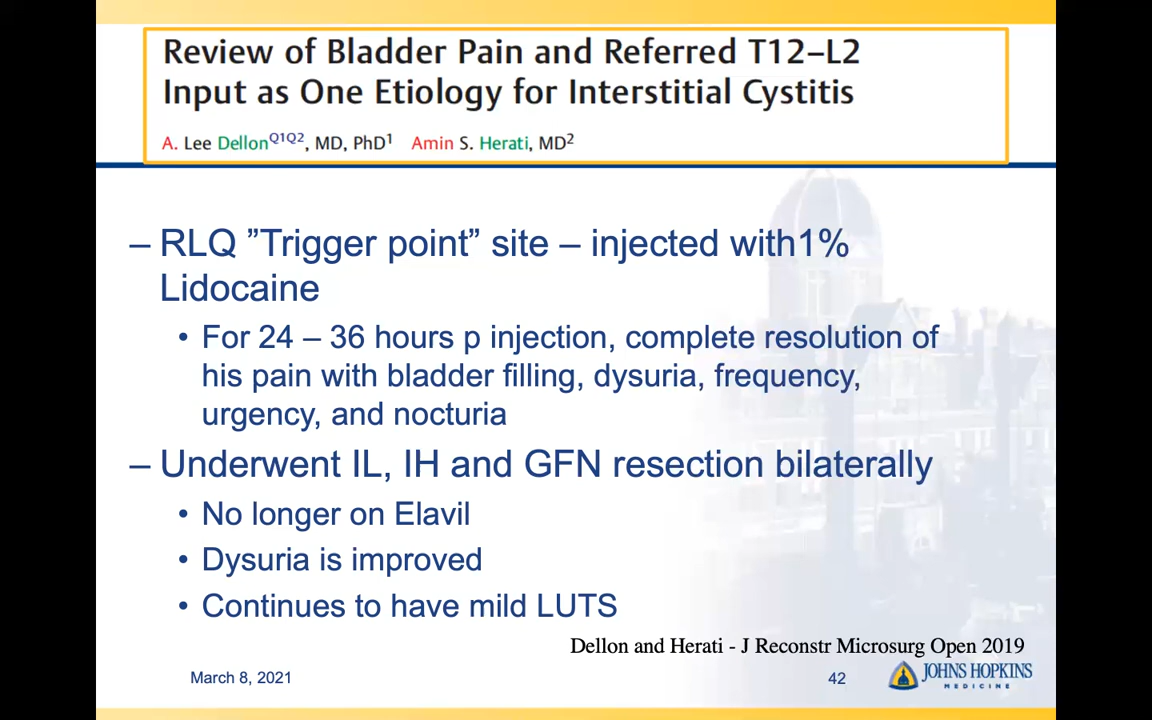 Review of Bladder Pain and Referred T12–L2
Input as One Etiology for Interstitial Cystitis
A. Lee Dellon Q1Q2, MD, PhD1 Amin S. Herati, MD2
– RLQ ”Trigger point” site – injected with1%
Lidocaine
• For 24 – 36 hours p injection, complete resolution of
his pain with bladder filling, dysuria, frequency,
urgency, and nocturia
– Underwent IL, IH and GFN resection bilaterally
• No longer on Elavil
• Dysuria is improved
• Continues to have mild LUTS
Dellon and Herati - J Reconstr Microsurg Open 2019
March 8, 2021
42
JOHNS HOPKINS
MEDICINE